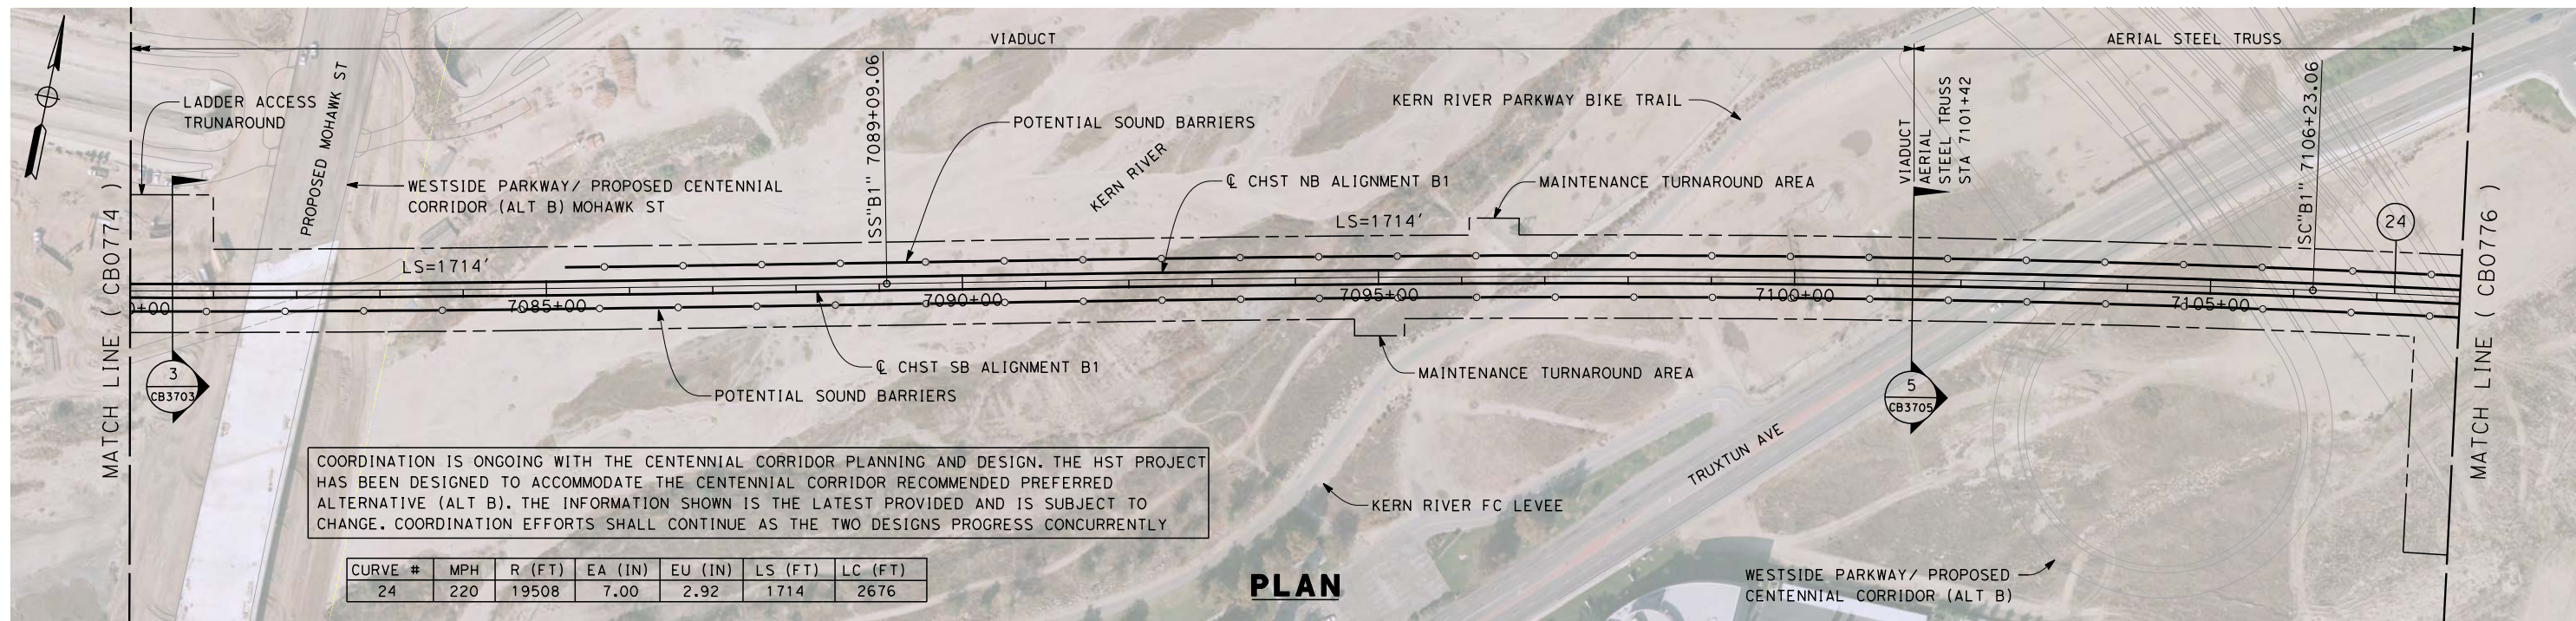 VIADUCT
AERIAL STEEL TRUSS
LADDER ACCESS
TRUNAROUND
PROPOSED MOHAWK ST
WESTSIDE PARKWAY/ PROPOSED CENTENNIAL
CORRIDOR (ALT B) MOHAWK ST
SS"B1" 7089+09.06
POTENTIAL SOUND BARRIERS
KERN RIVER
℄ CHST NB ALIGNMENT B1
KERN RIVER PARKWAY BIKE TRAIL
MAINTENANCE TURNAROUND AREA
LS=1714'
VIADUCT
AERIAL
STEEL TRUSS
STA 7101+42
SC"B1" 7106+23.06
24
MATCH LINE ( CB0774 )
LS=1714'
0+00
7085+00
7090+00
7095+00
7100+00
7105+00
MATCH LINE ( CB0776 )
3
CB3703
℄ CHST SB ALIGNMENT B1
POTENTIAL SOUND BARRIERS
MAINTENANCE TURNAROUND AREA
5
CB3705
TRUXTUN AVE
KERN RIVER FC LEVEE
COORDINATION IS ONGOING WITH THE CENTENNIAL CORRIDOR PLANNING AND DESIGN. THE HST PROJECT
HAS BEEN DESIGNED TO ACCOMMODATE THE CENTENNIAL CORRIDOR RECOMMENDED PREFERRED
ALTERNATIVE (ALT B). THE INFORMATION SHOWN IS THE LATEST PROVIDED AND IS SUBJECT TO
CHANGE. COORDINATION EFFORTS SHALL CONTINUE AS THE TWO DESIGNS PROGRESS CONCURRENTLY
CURVE # MPH R (FT) EA (IN) EU (IN) LS (FT) LC (FT)
24 220 19508 7.00 2.92 1714 2676
PLAN
WESTSIDE PARKWAY/ PROPOSED
CENTENNIAL CORRIDOR (ALT B)